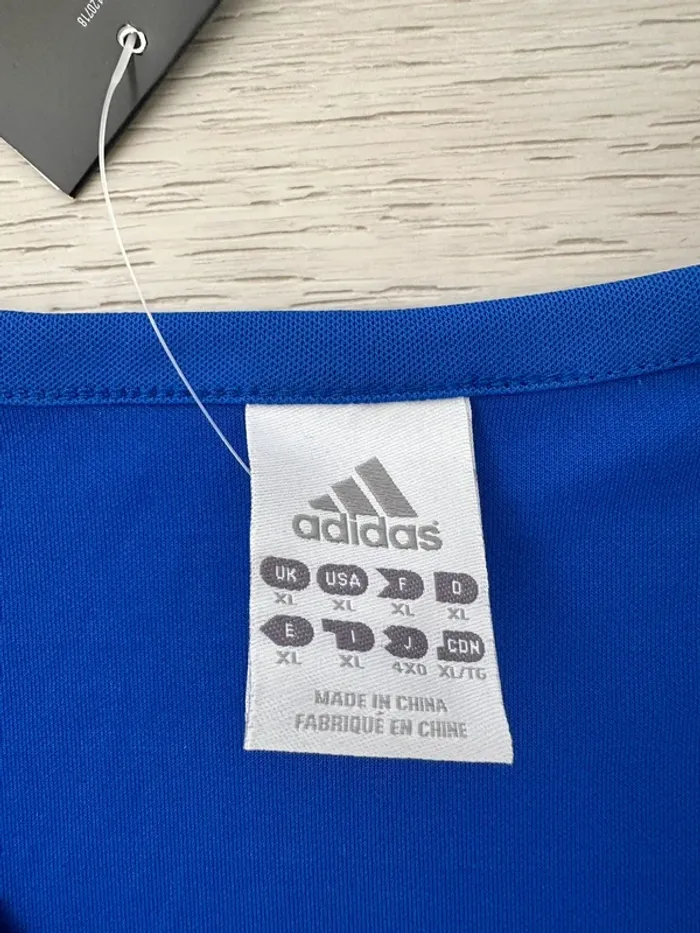 120718
adidas
UK USA F D
XL XL XL XL
E I J CDN
XL XL 4XO XL/TG
MADE IN CHINA
FABRIQUÉ EN CHINE